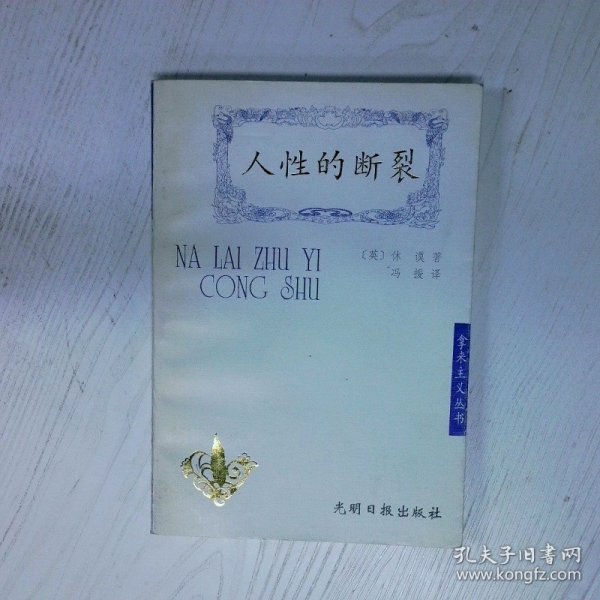 人性的断裂
NA LAI ZHU YI
CONG SHU
〔英〕休 谟 著
冯 援 译
拿来主义丛书
光明日报出版社
孔夫子旧书网
www.kongfz.com